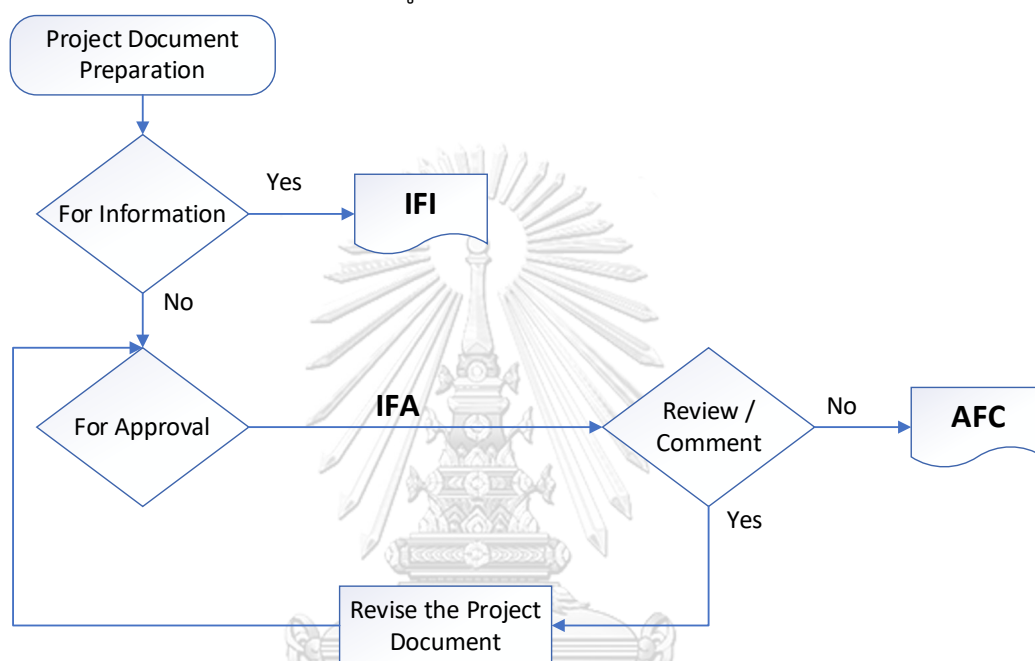 Project Document
Preparation
For Information
Yes
IFI
No
For Approval
IFA
Review /
Comment
No
AFC
Yes
Revise the Project
Document